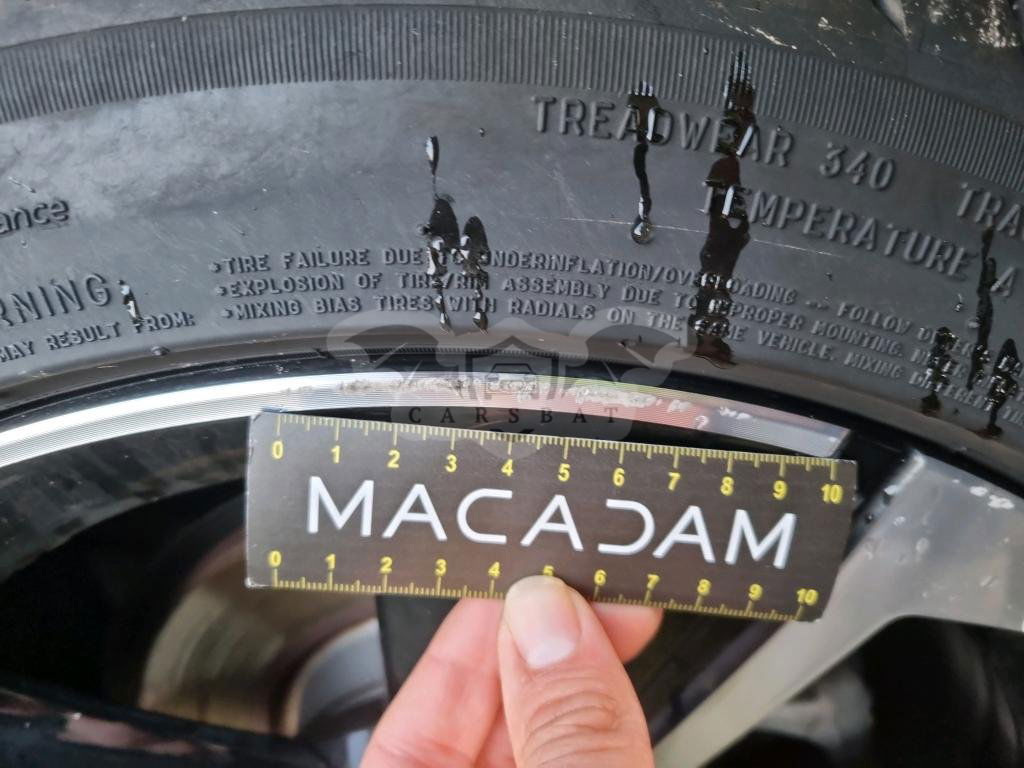 TREADWEAR 340 TRA
TEMPERATURE A
ance
RNING
MAY RESULT FROM:
•TIRE FAILURE DUE TO UNDERINFLATION/OVERLOADING ... FOLLOW
•EXPLOSION OF TIRE/RIM ASSEMBLY DUE TO IMPROPER MOUNTING.
•MIXING BIAS TIRES WITH RADIALS ON THE SAME VEHICLE. MIXING DIFFERENT
CARSBAT
0 1 2 3 4 5 6 7 8 9 10
MACADAM
0 1 2 3 4 5 6 7 8 9 10